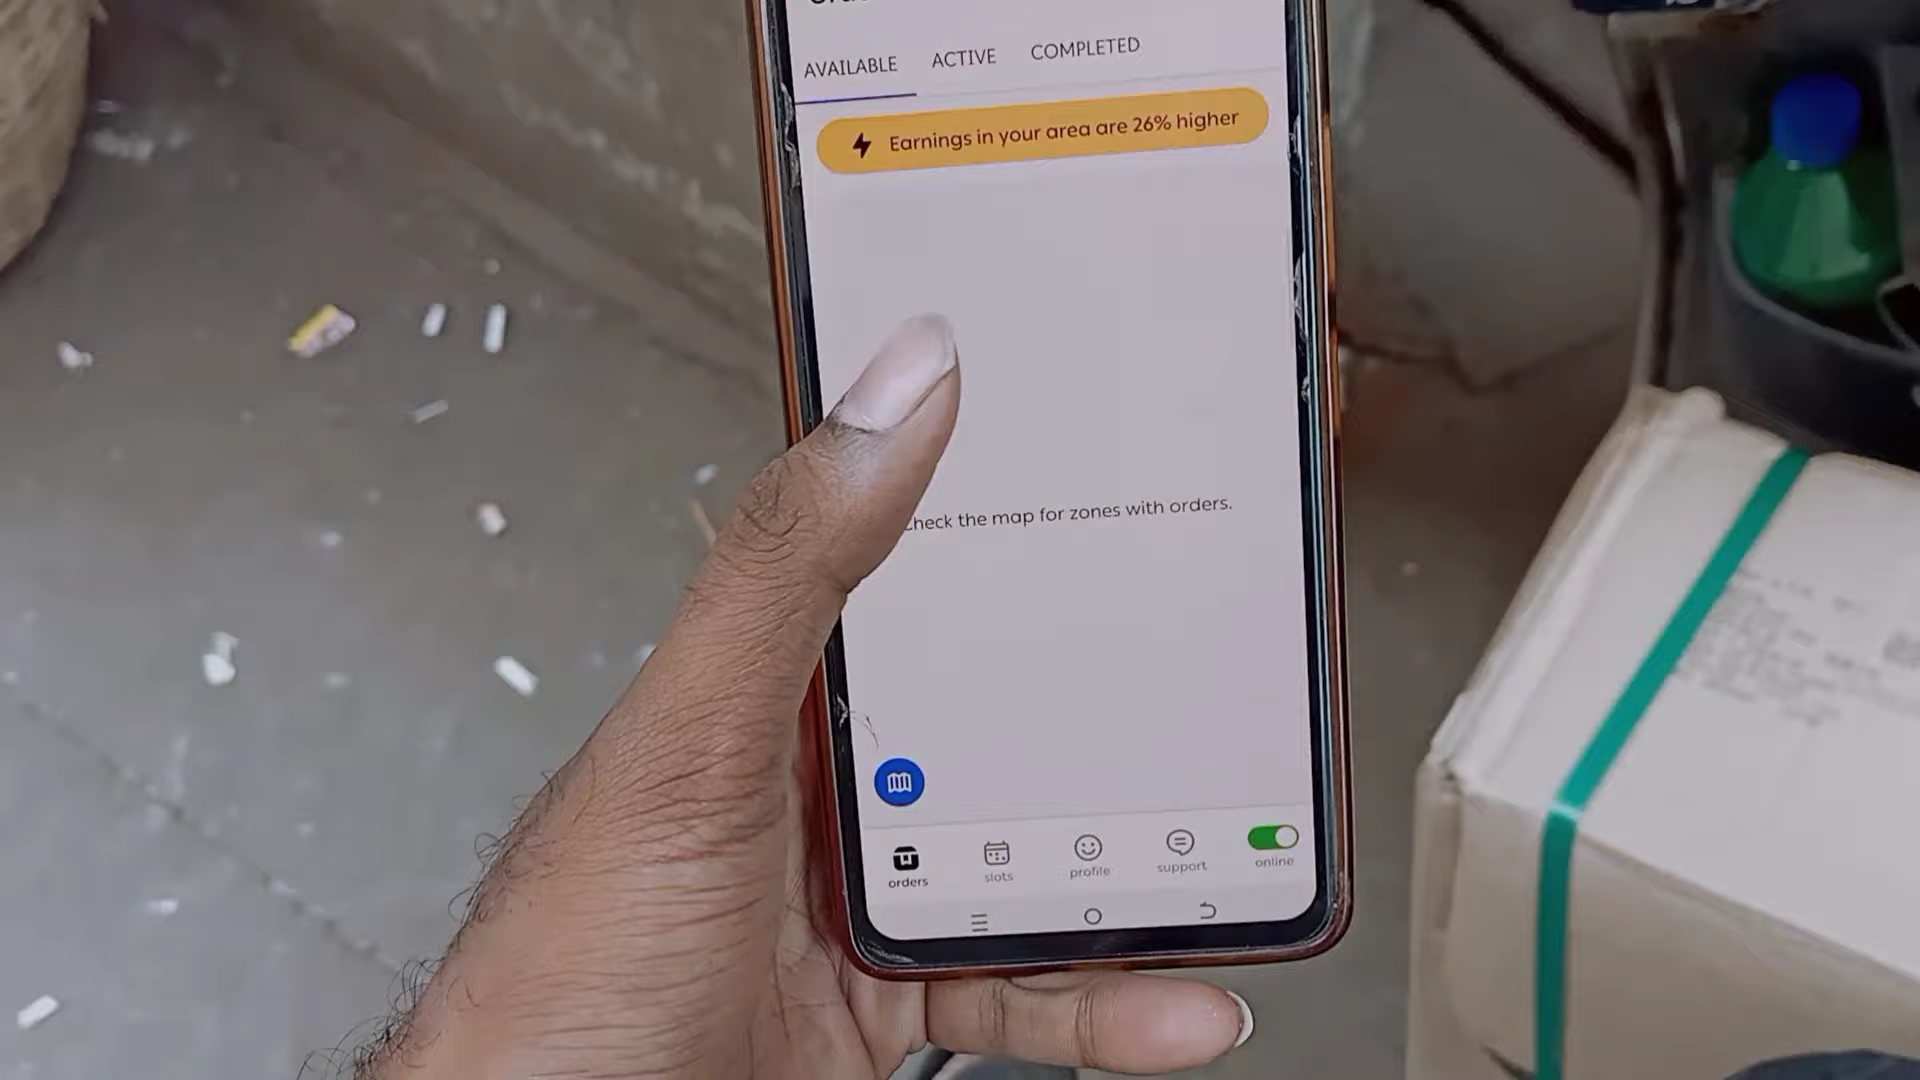 AVAILABLE ACTIVE COMPLETED
Earnings in your area are 26% higher
check the map for zones with orders.
orders slots profile support online